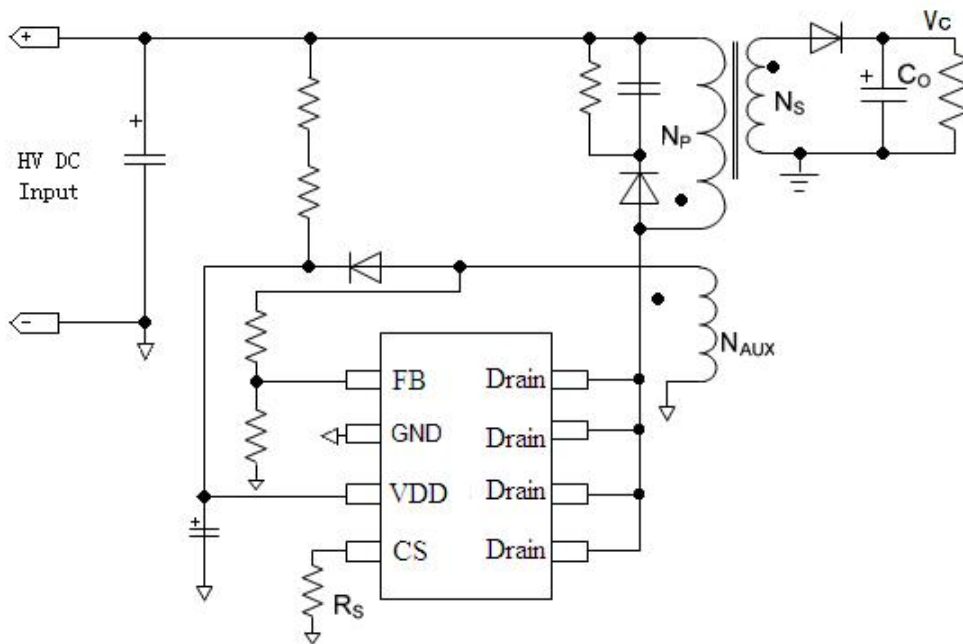 +
Vc
+
+
HV DC
Input
-
NP
NS
CO
+
NAUX
FB
GND
VDD
CS
Drain
Drain
Drain
Drain
+
RS